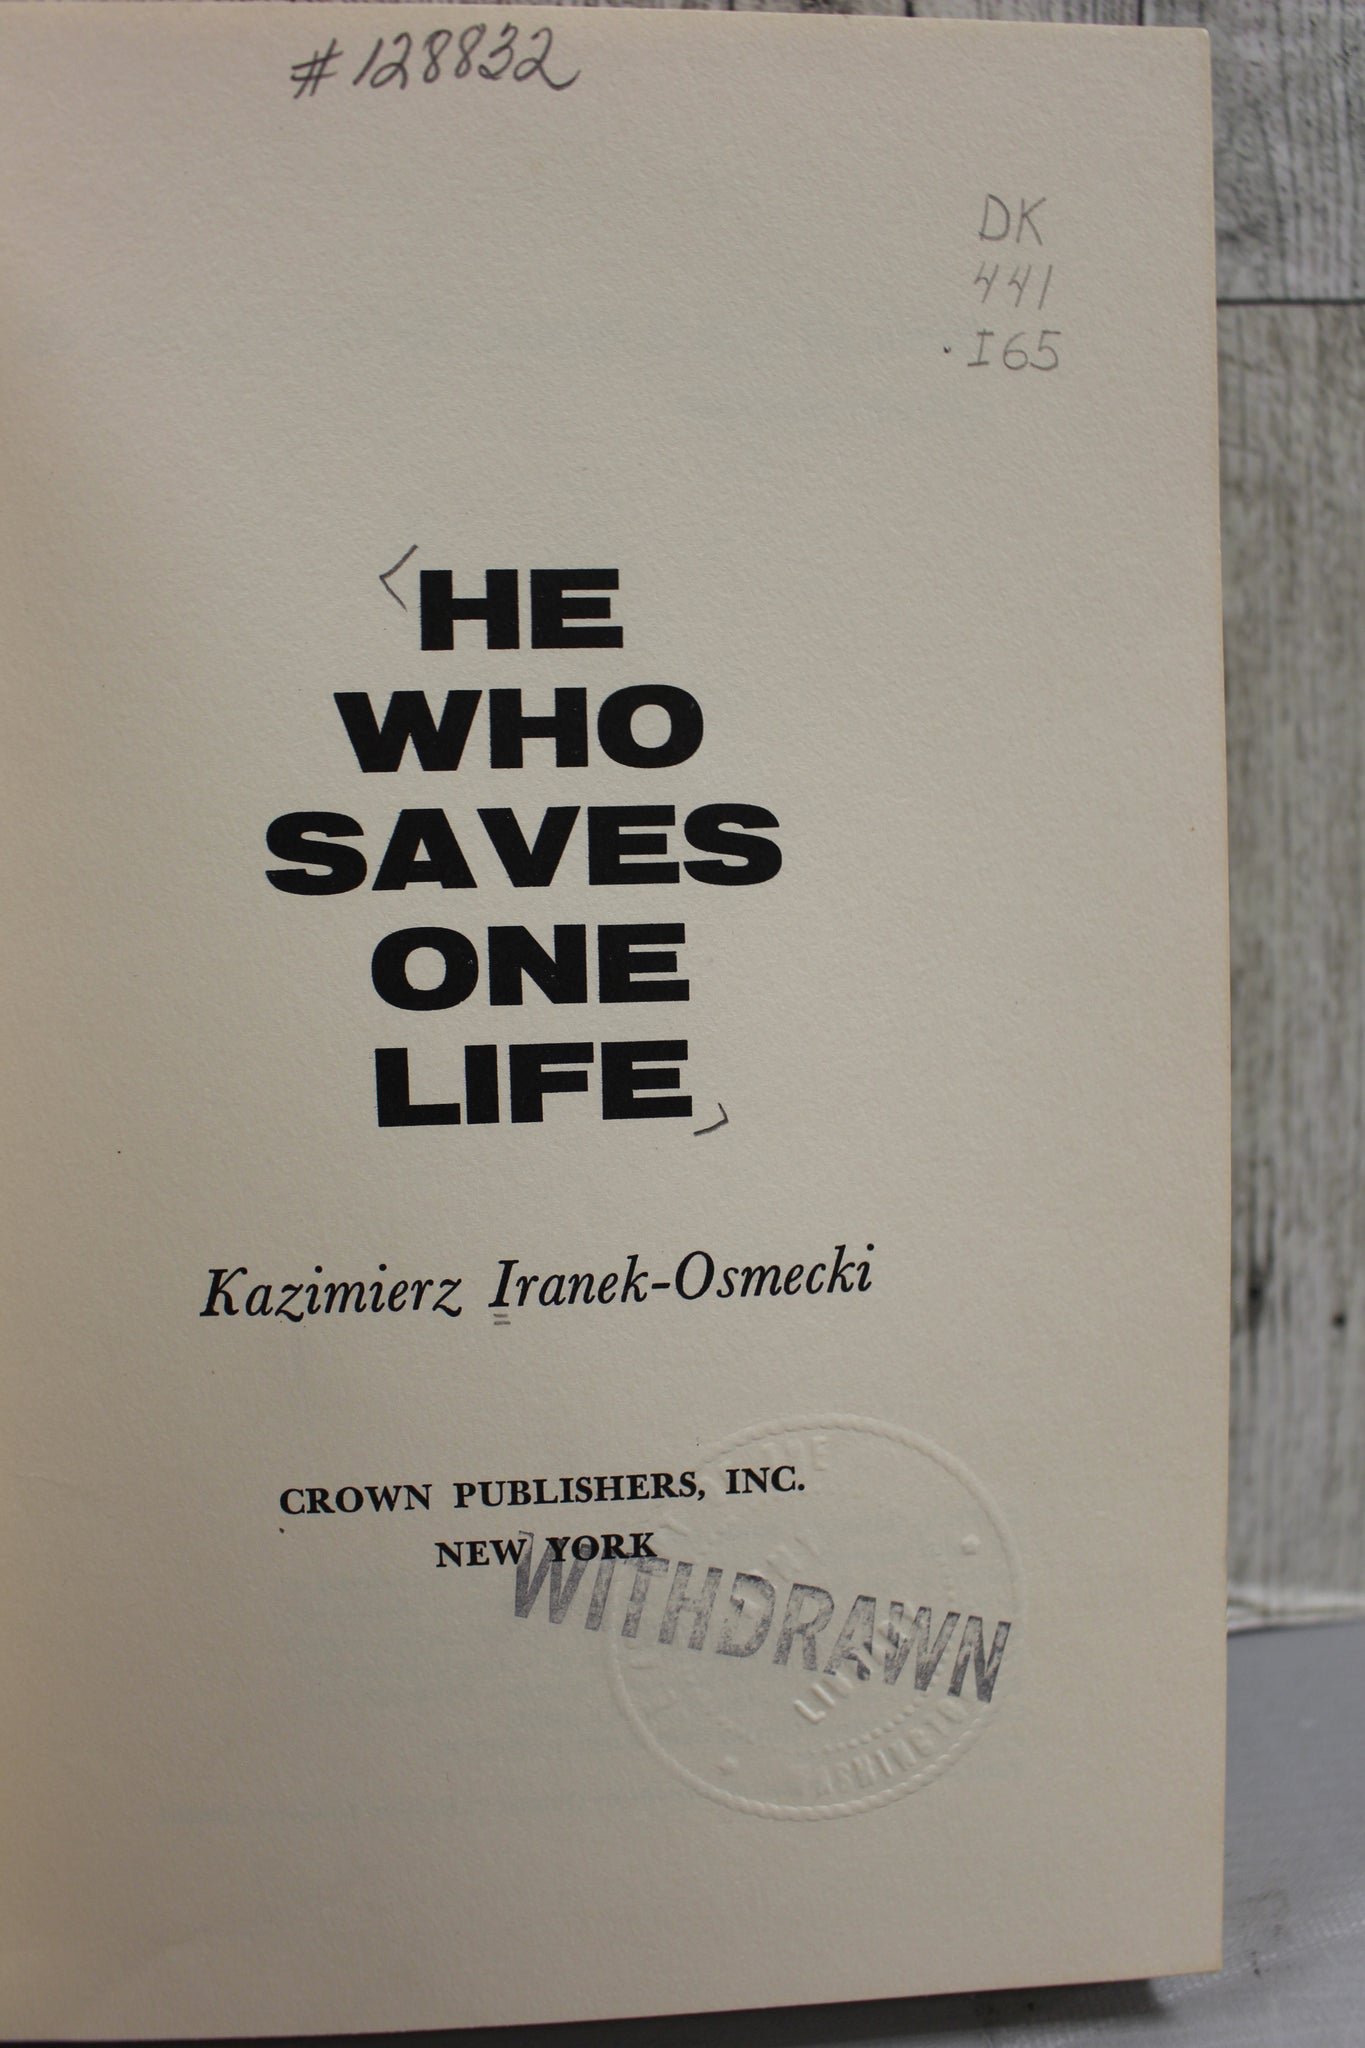 #128832
DK
441
.I65
HE
WHO
SAVES
ONE
LIFE
Kazimierz Iranek-Osmecki
CROWN PUBLISHERS, INC.
NEW YORK
WITHDRAWN